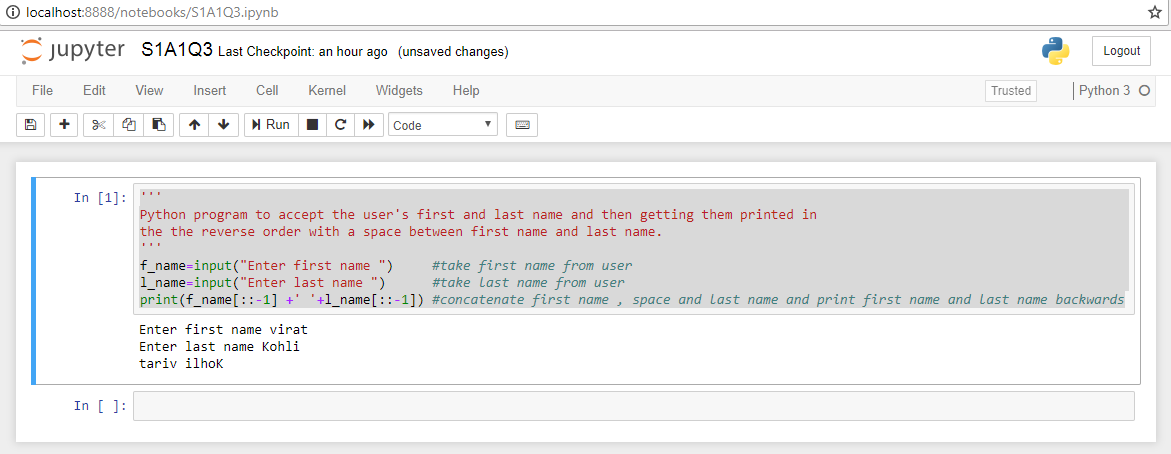 localhost:8888/notebooks/S1A1Q3.ipynb
jupyter S1A1Q3 Last Checkpoint: an hour ago (unsaved changes) Logout
File Edit View Insert Cell Kernel Widgets Help Trusted Python 3
Run Code
In [1]: '''
Python program to accept the user's first and last name and then getting them printed in
the the reverse order with a space between first name and last name.
'''
f_name=input("Enter first name ") #take first name from user
l_name=input("Enter last name ") #take last name from user
print(f_name[::-1] +' '+l_name[::-1]) #concatenate first name , space and last name and print first name and last name backwards
Enter first name virat
Enter last name Kohli
tariv ilhoK
In [ ]: